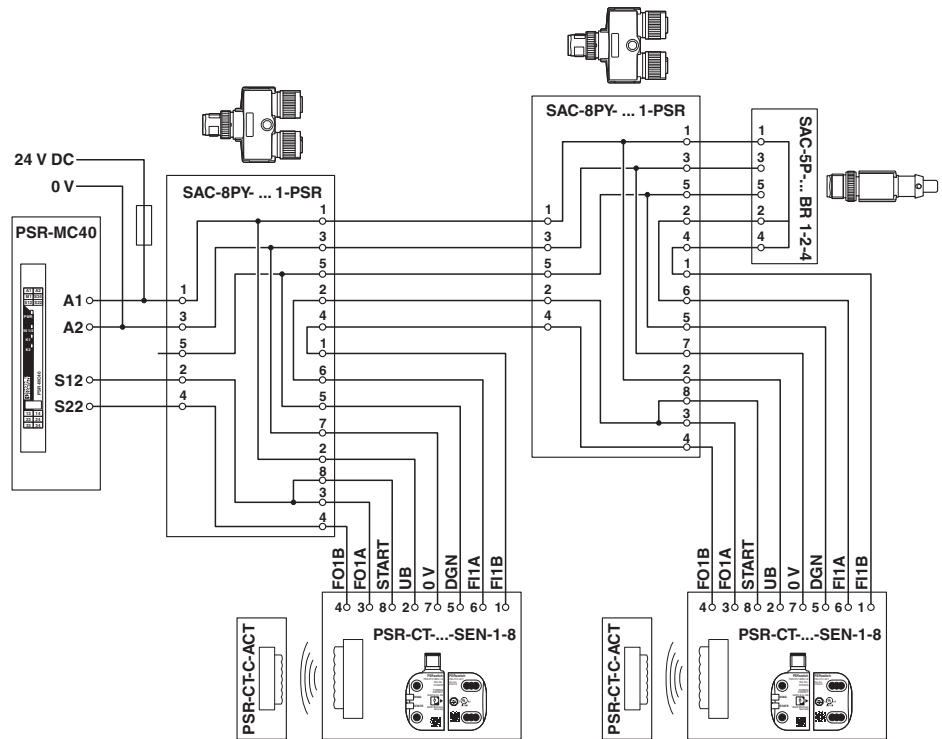 SAC-8PY- ... 1-PSR
1
3
5
2
4
1
6
5
7
2
8
3
4
1
3
5
2
4
SAC-5P-... BR 1-2-4
1
3
5
2
4
24 V DC
0 V
SAC-8PY- ... 1-PSR
1
3
5
2
4
1
6
5
7
2
8
3
4
1
3
5
2
4
PSR-MC40
A1
A2
S12
S22
PSR-MC40
FO1B
FO1A
START
UB
0 V
DGN
FI1A
FI1B
4
3
8
2
7
5
6
1
PSR-CT-...-SEN-1-8
PSR-CT-C-ACT
FO1B
FO1A
START
UB
0 V
DGN
FI1A
FI1B
4
3
8
2
7
5
6
1
PSR-CT-...-SEN-1-8
PSR-CT-C-ACT